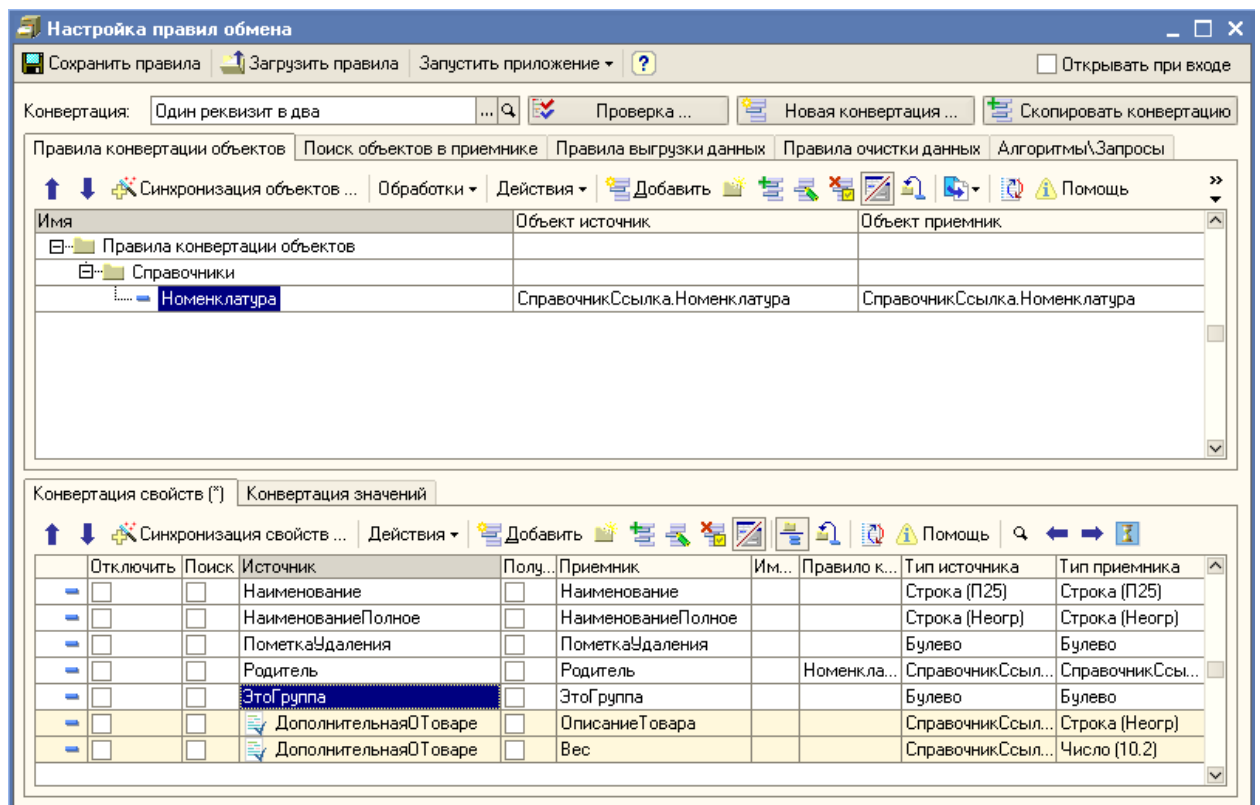 Настройка правил обмена
Сохранить правила Загрузить правила Запустить приложение ? Открывать при входе
Конвертация: Один реквизит в два ... Проверка ... Новая конвертация ... Скопировать конвертацию
Правила конвертации объектов Поиск объектов в приемнике Правила выгрузки данных Правила очистки данных Алгоритмы\Запросы
Синхронизация объектов ... Обработки Действия Добавить Помощь
Имя Объект источник Объект приемник
Правила конвертации объектов
Справочники
Номенклатура СправочникСсылка.Номенклатура СправочникСсылка.Номенклатура
Конвертация свойств (*) Конвертация значений
Синхронизация свойств ... Действия Добавить Помощь
Отключить Поиск Источник Полу... Приемник Им... Правило к... Тип источника Тип приемника
Наименование Наименование Строка (П25) Строка (П25)
НаименованиеПолное НаименованиеПолное Строка (Неогр) Строка (Неогр)
ПометкаУдаления ПометкаУдаления Булево Булево
Родитель Родитель Номенкла... СправочникСсыл... СправочникСсы...
ЭтоГруппа ЭтоГруппа Булево Булево
ДополнительнаяОТоваре ОписаниеТовара СправочникСсыл... Строка (Неогр)
ДополнительнаяОТоваре Вес СправочникСсыл... Число (10.2)